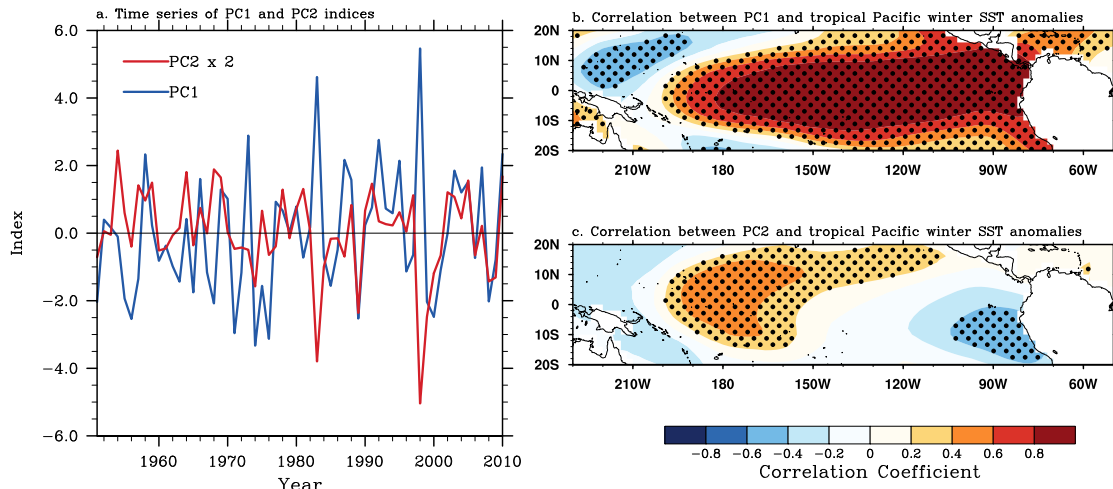 a. Time series of PC1 and PC2 indices
6.0
4.0
2.0
0.0
−2.0
−4.0
−6.0
Index
PC2 x 2
PC1
1960
1970
1980
1990
2000
2010
Year
b. Correlation between PC1 and tropical Pacific winter SST anomalies
20N
10N
0
10S
20S
210W
180
150W
120W
90W
60W
c. Correlation between PC2 and tropical Pacific winter SST anomalies
20N
10N
0
10S
20S
210W
180
150W
120W
90W
60W
−0.8 −0.6 −0.4 −0.2 0 0.2 0.4 0.6 0.8
Correlation Coefficient